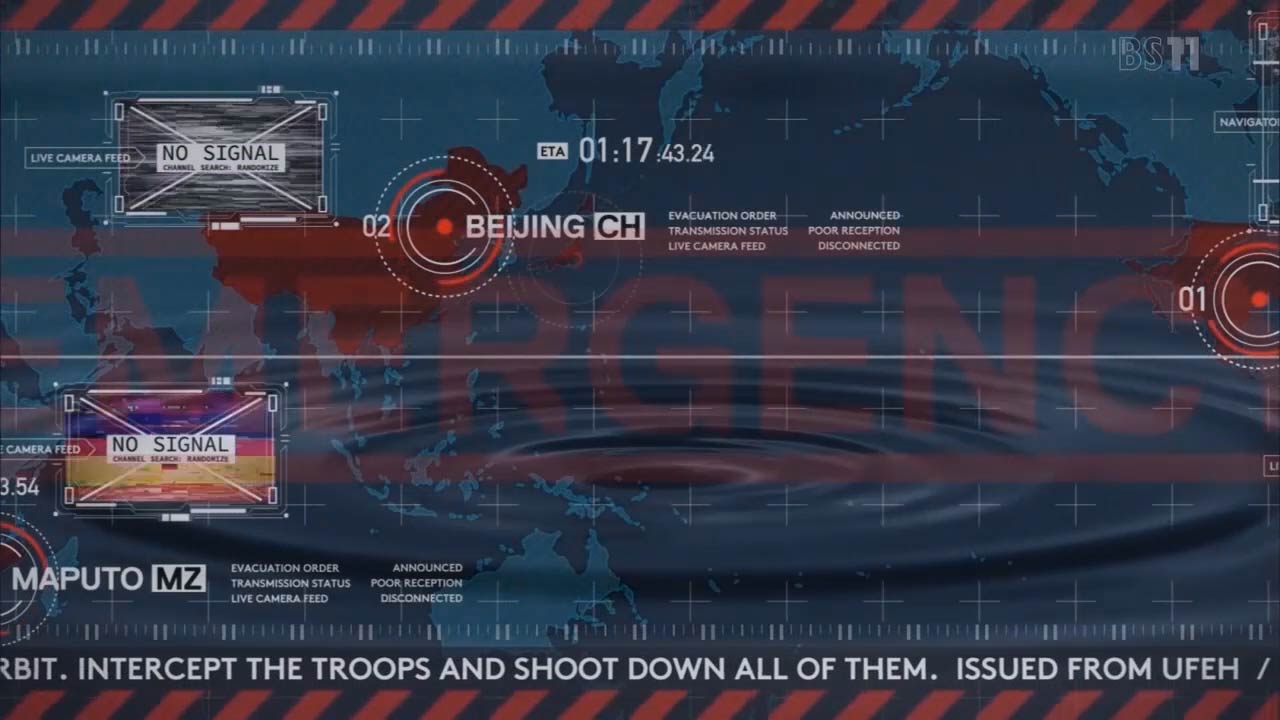 BS11
NAVIGATO
LIVE CAMERA FEED
NO SIGNAL
CHANNEL SEARCH: RANDOMIZE
ETA 01:17:43.24
02 BEIJING CH
EVACUATION ORDER ANNOUNCED
TRANSMISSION STATUS POOR RECEPTION
LIVE CAMERA FEED DISCONNECTED
01
EMERGENC
E CAMERA FEED
NO SIGNAL
CHANNEL SEARCH: RANDOMIZE
LI
3.54
MAPUTO MZ
EVACUATION ORDER ANNOUNCED
TRANSMISSION STATUS POOR RECEPTION
LIVE CAMERA FEED DISCONNECTED
RBIT. INTERCEPT THE TROOPS AND SHOOT DOWN ALL OF THEM. ISSUED FROM UFEH /